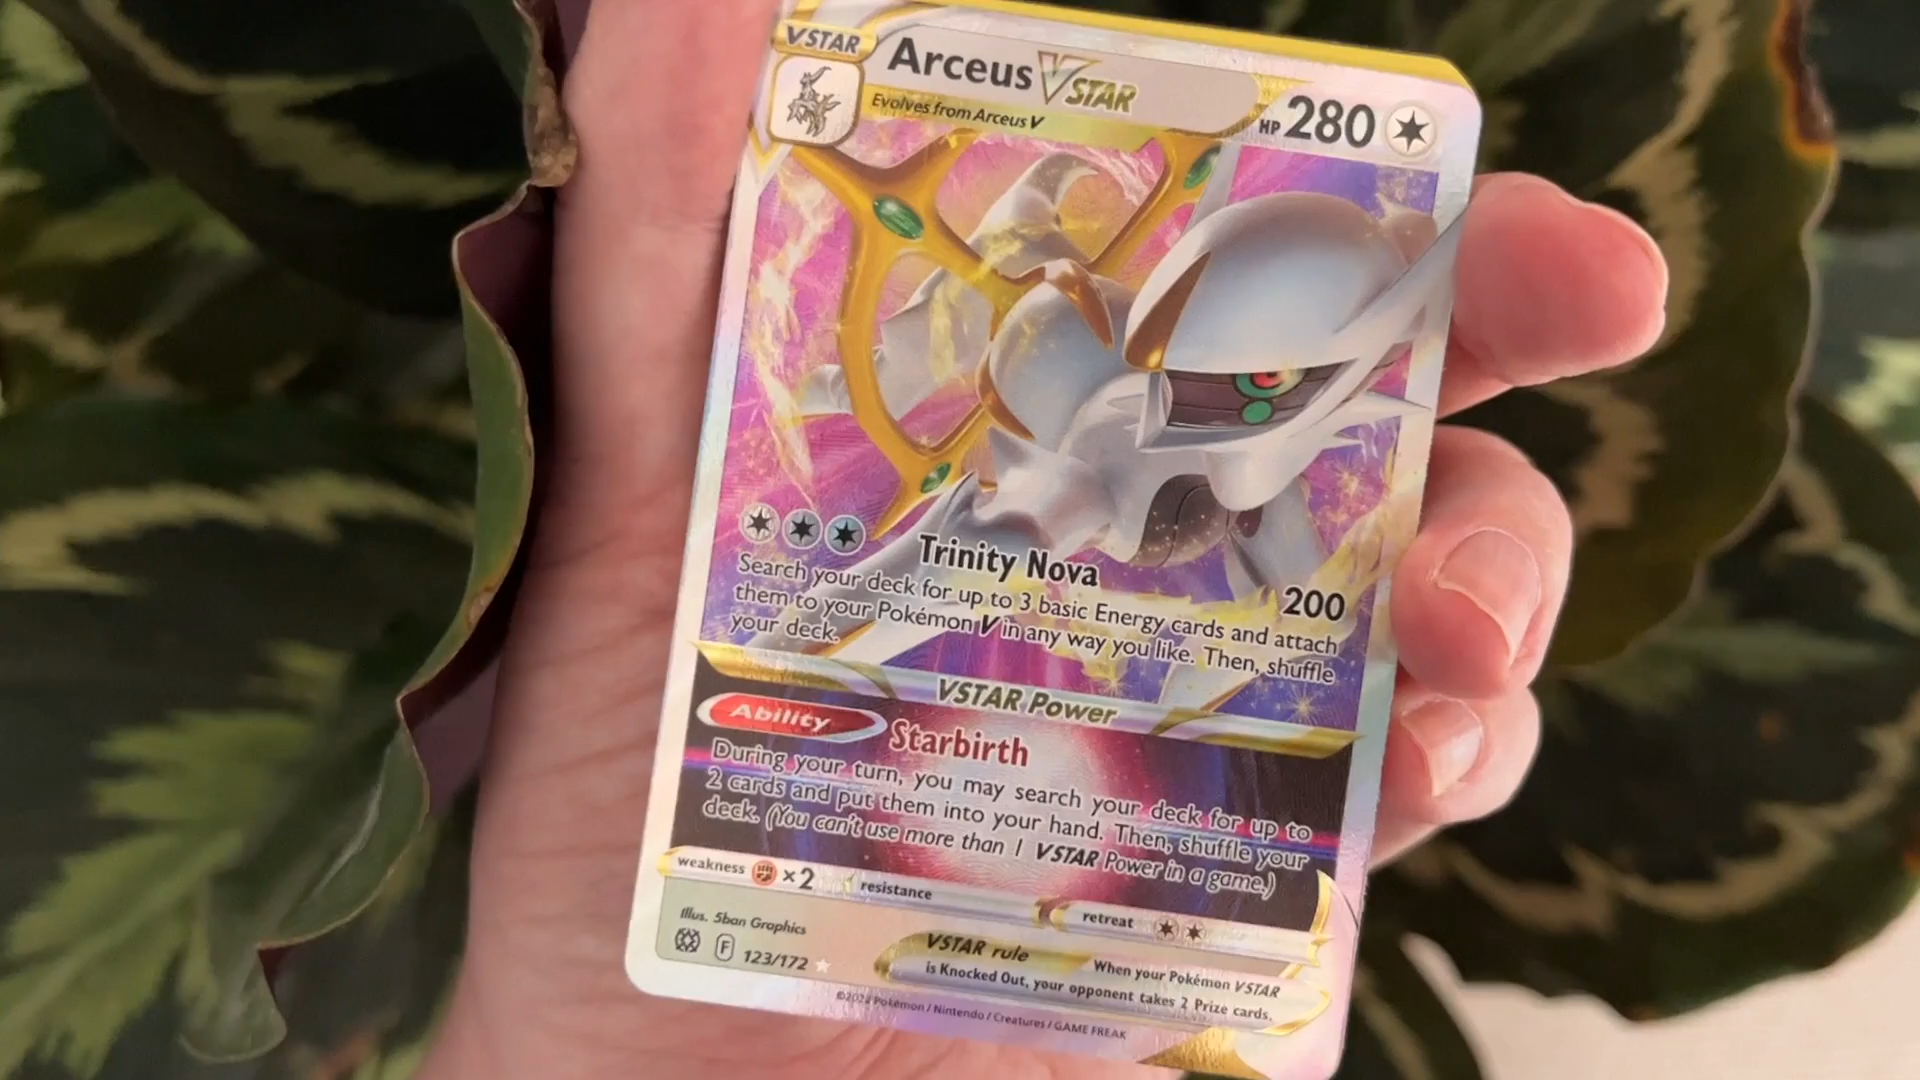 VSTAR Arceus VSTAR
Evolves from Arceus V
HP 280
Trinity Nova
200
Search your deck for up to 3 basic Energy cards and attach
them to your Pokémon V in any way you like. Then, shuffle
your deck.
VSTAR Power
Ability Starbirth
During your turn, you may search your deck for up to
2 cards and put them into your hand. Then, shuffle your
deck. (You can't use more than 1 VSTAR Power in a game.)
weakness ×2 resistance retreat
Illus. 5ban Graphics
F 123/172
VSTAR rule When your Pokémon VSTAR
is Knocked Out, your opponent takes 2 Prize cards.
©2022 Pokémon / Nintendo / Creatures / GAME FREAK